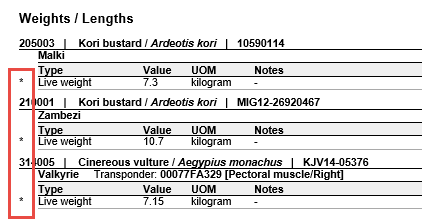 Weights / Lengths
205003 | Kori bustard / Ardeotis kori | 10590114
Malki
Type Value UOM Notes
* Live weight 7.3 kilogram -
210001 | Kori bustard / Ardeotis kori | MIG12-26920467
Zambezi
Type Value UOM Notes
* Live weight 10.7 kilogram -
314005 | Cinereous vulture / Aegypius monachus | KJV14-05376
Valkyrie Transponder: 00077FA329 [Pectoral muscle/Right]
Type Value UOM Notes
* Live weight 7.15 kilogram -